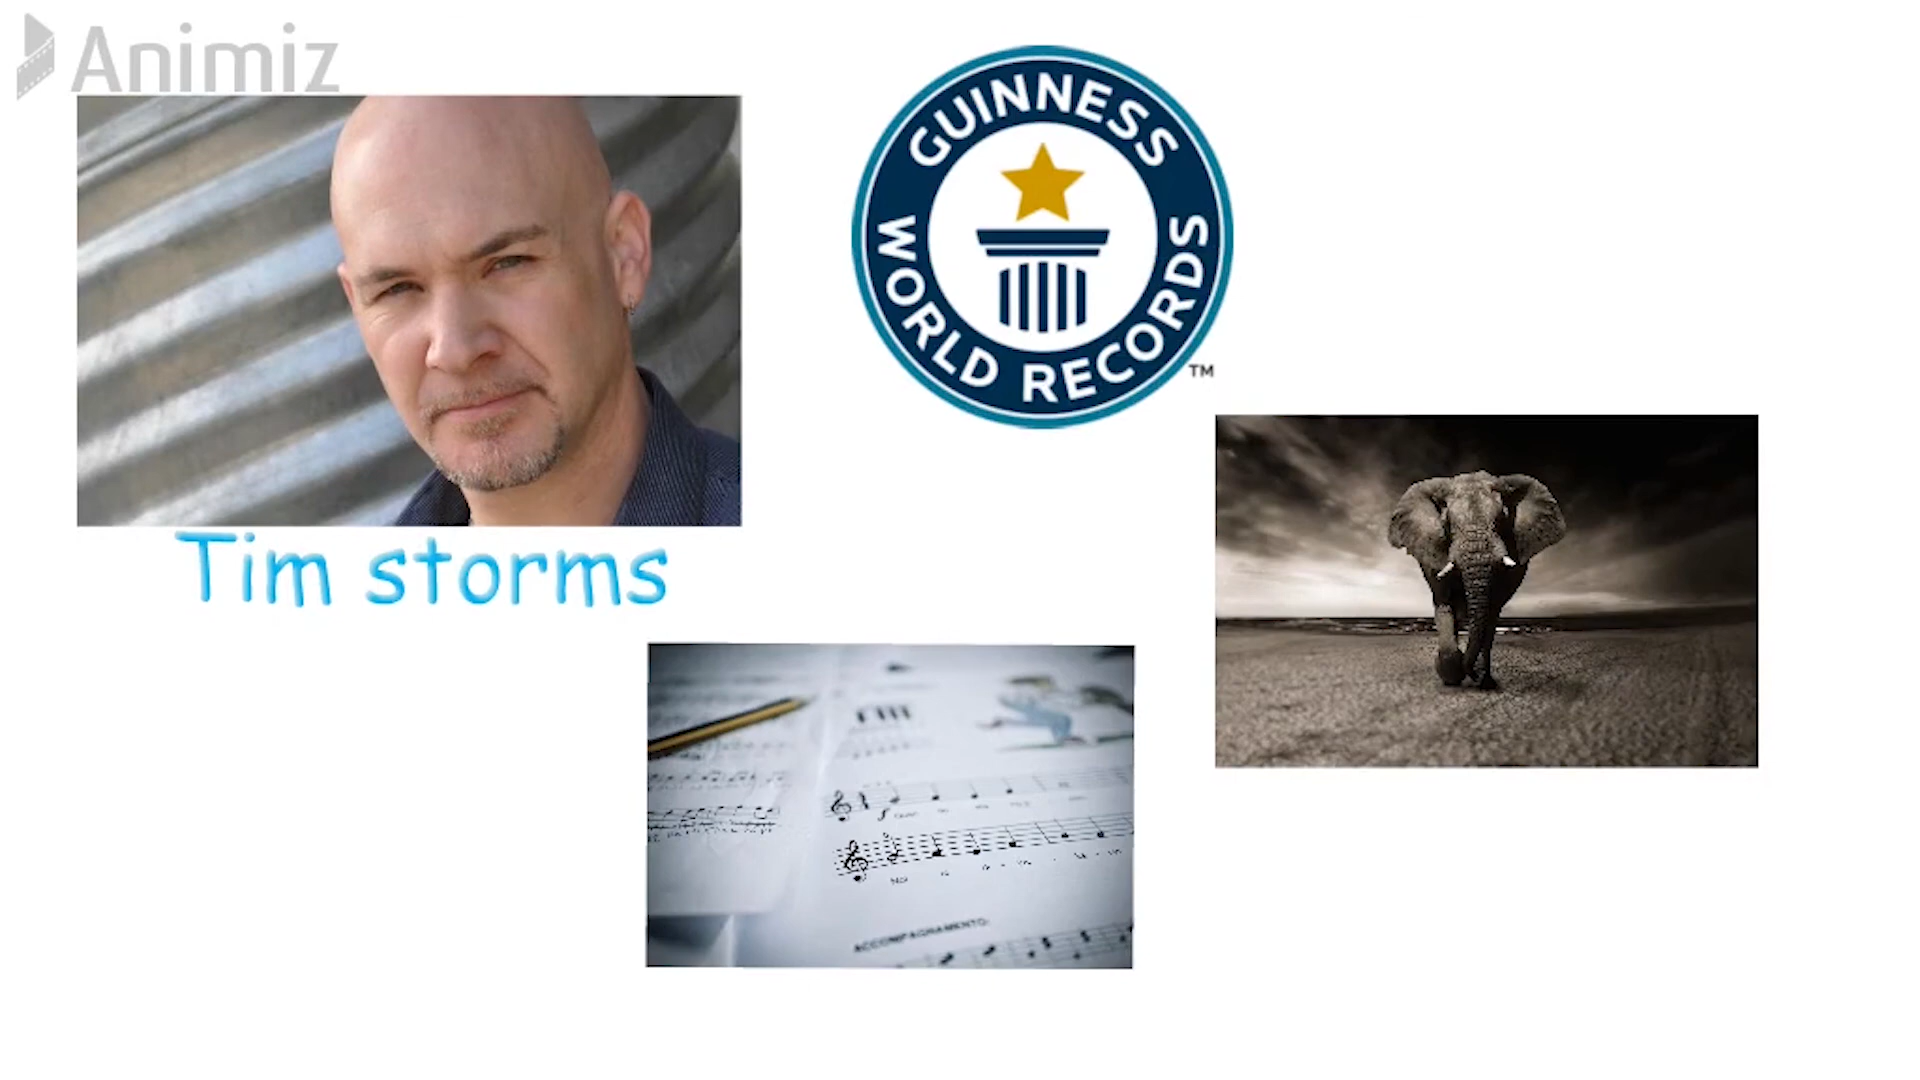 Animiz
GUINNESS
WORLD RECORDS
TM
Tim storms
ACCOMPAGNAMENTO: